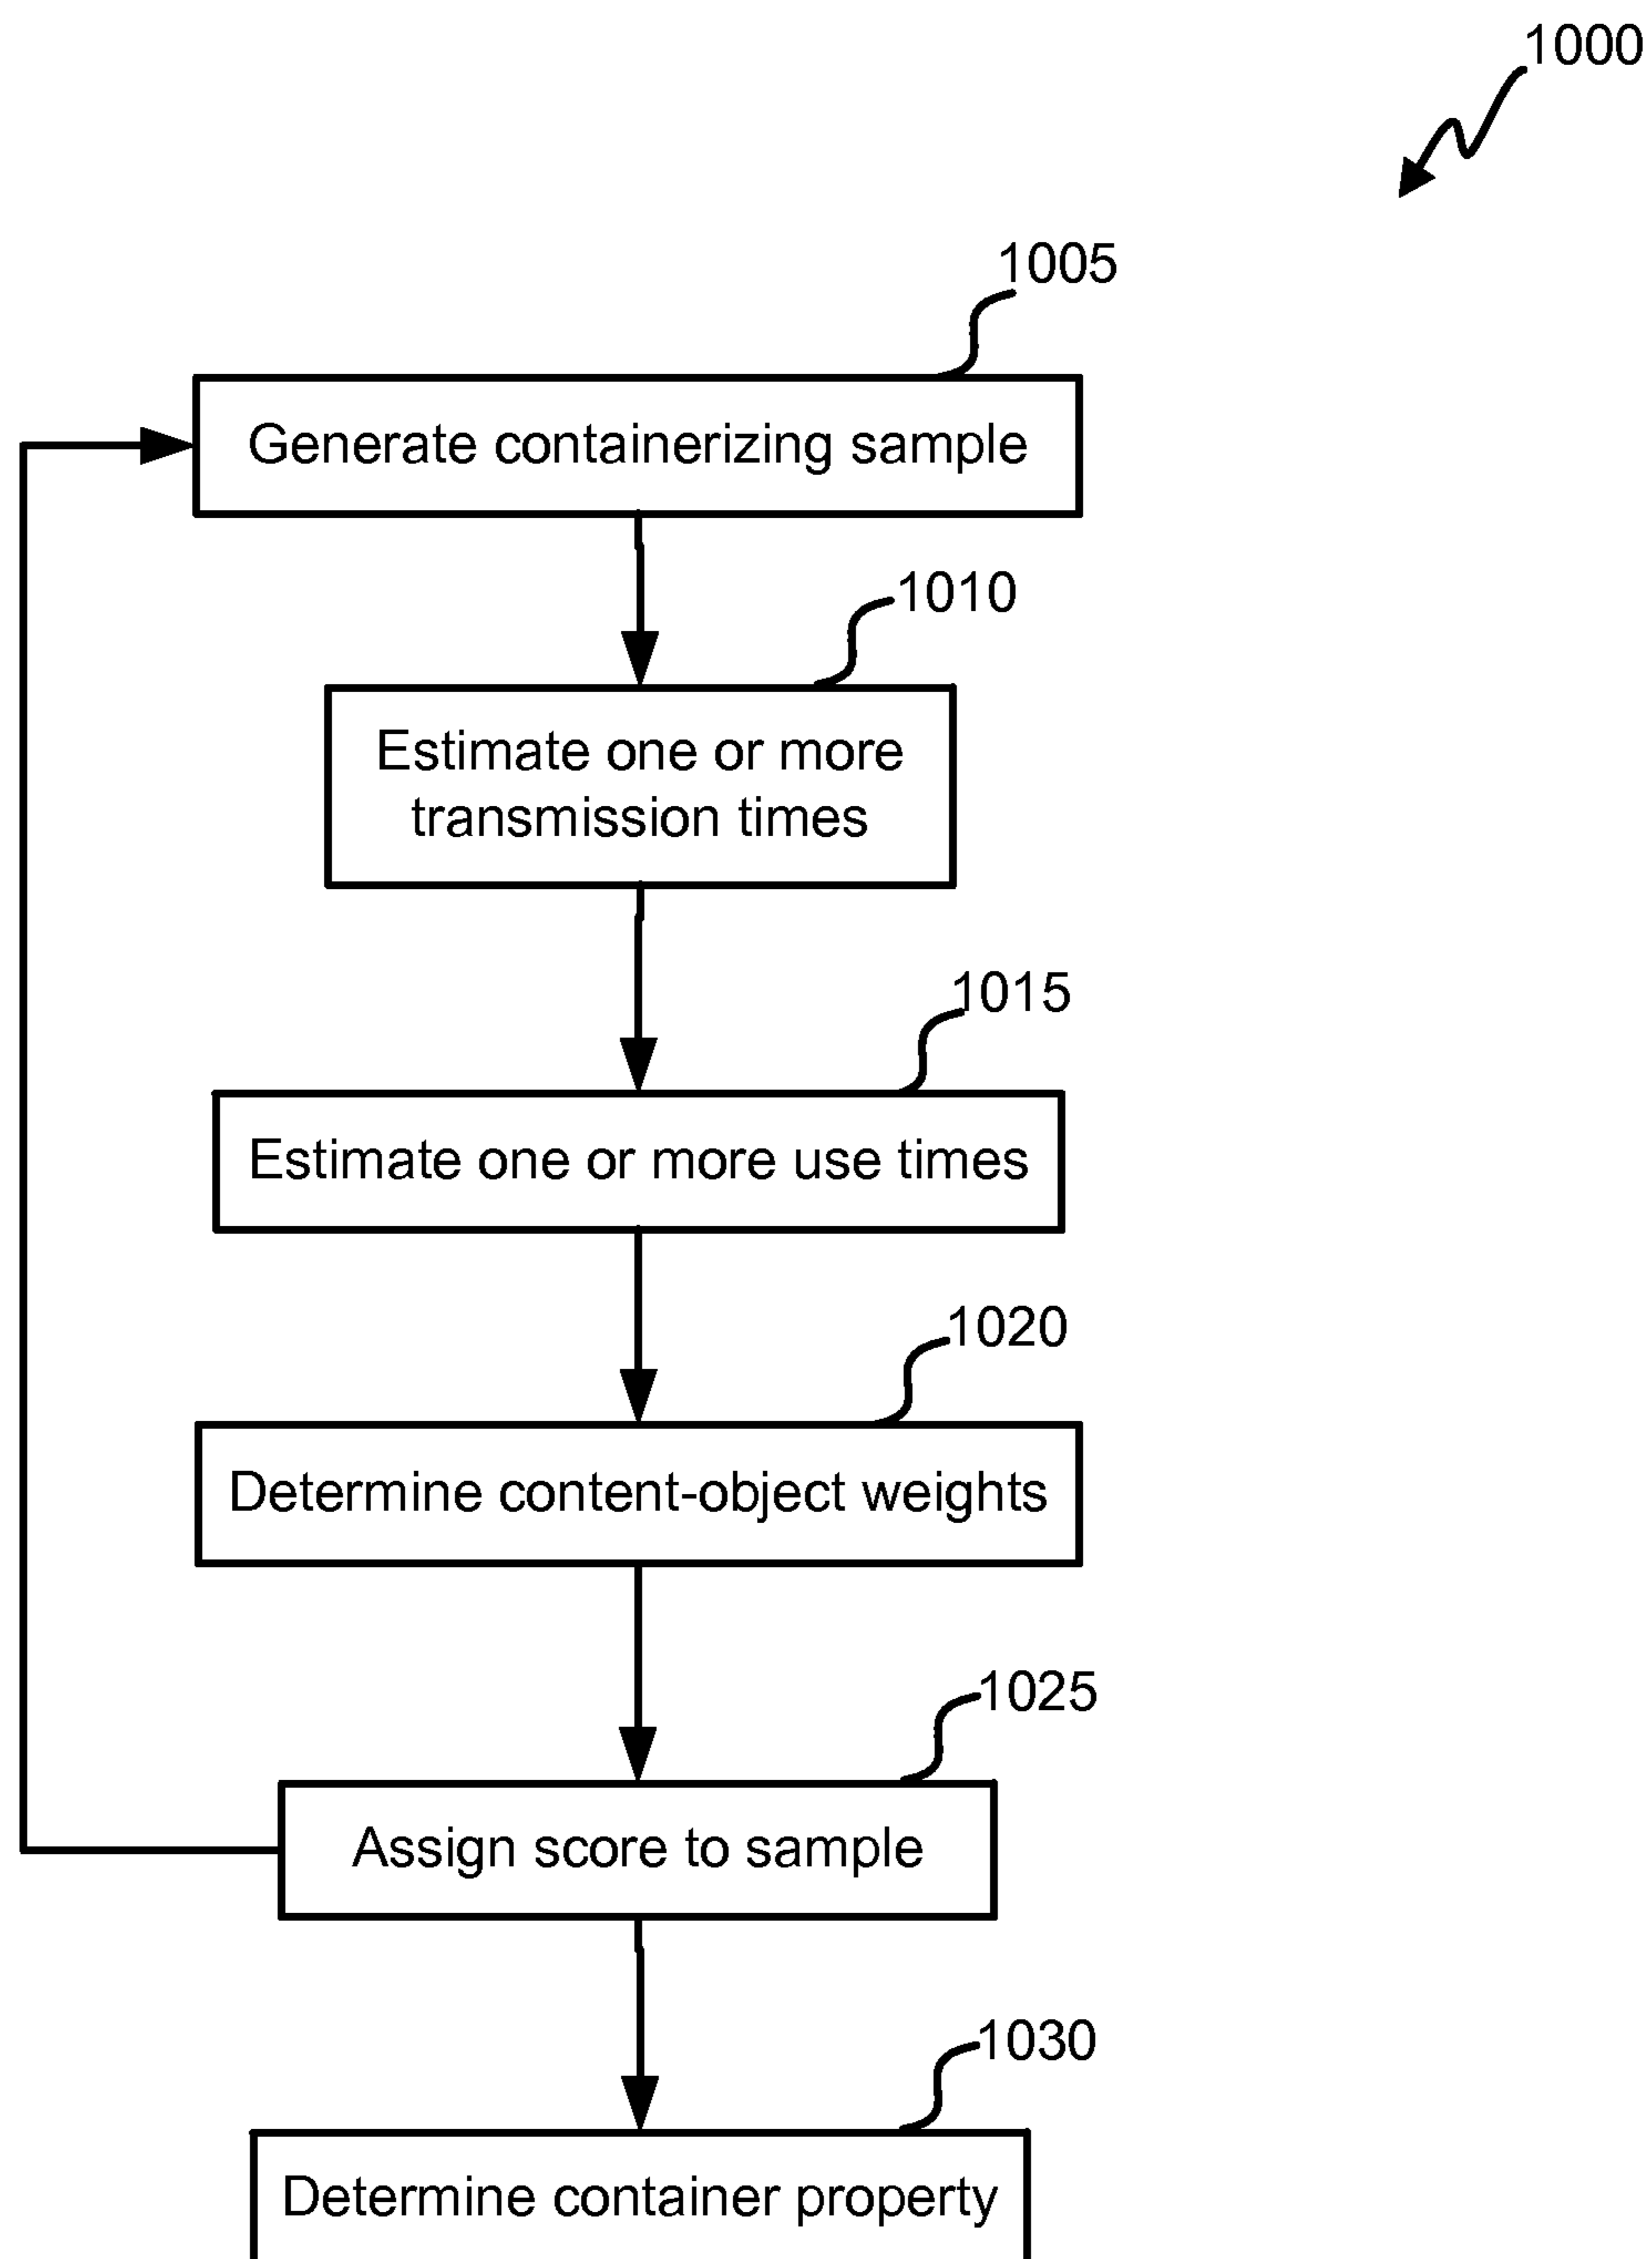 1000
1005
Generate containerizing sample
1010
Estimate one or more
transmission times
1015
Estimate one or more use times
1020
Determine content-object weights
1025
Assign score to sample
1030
Determine container property